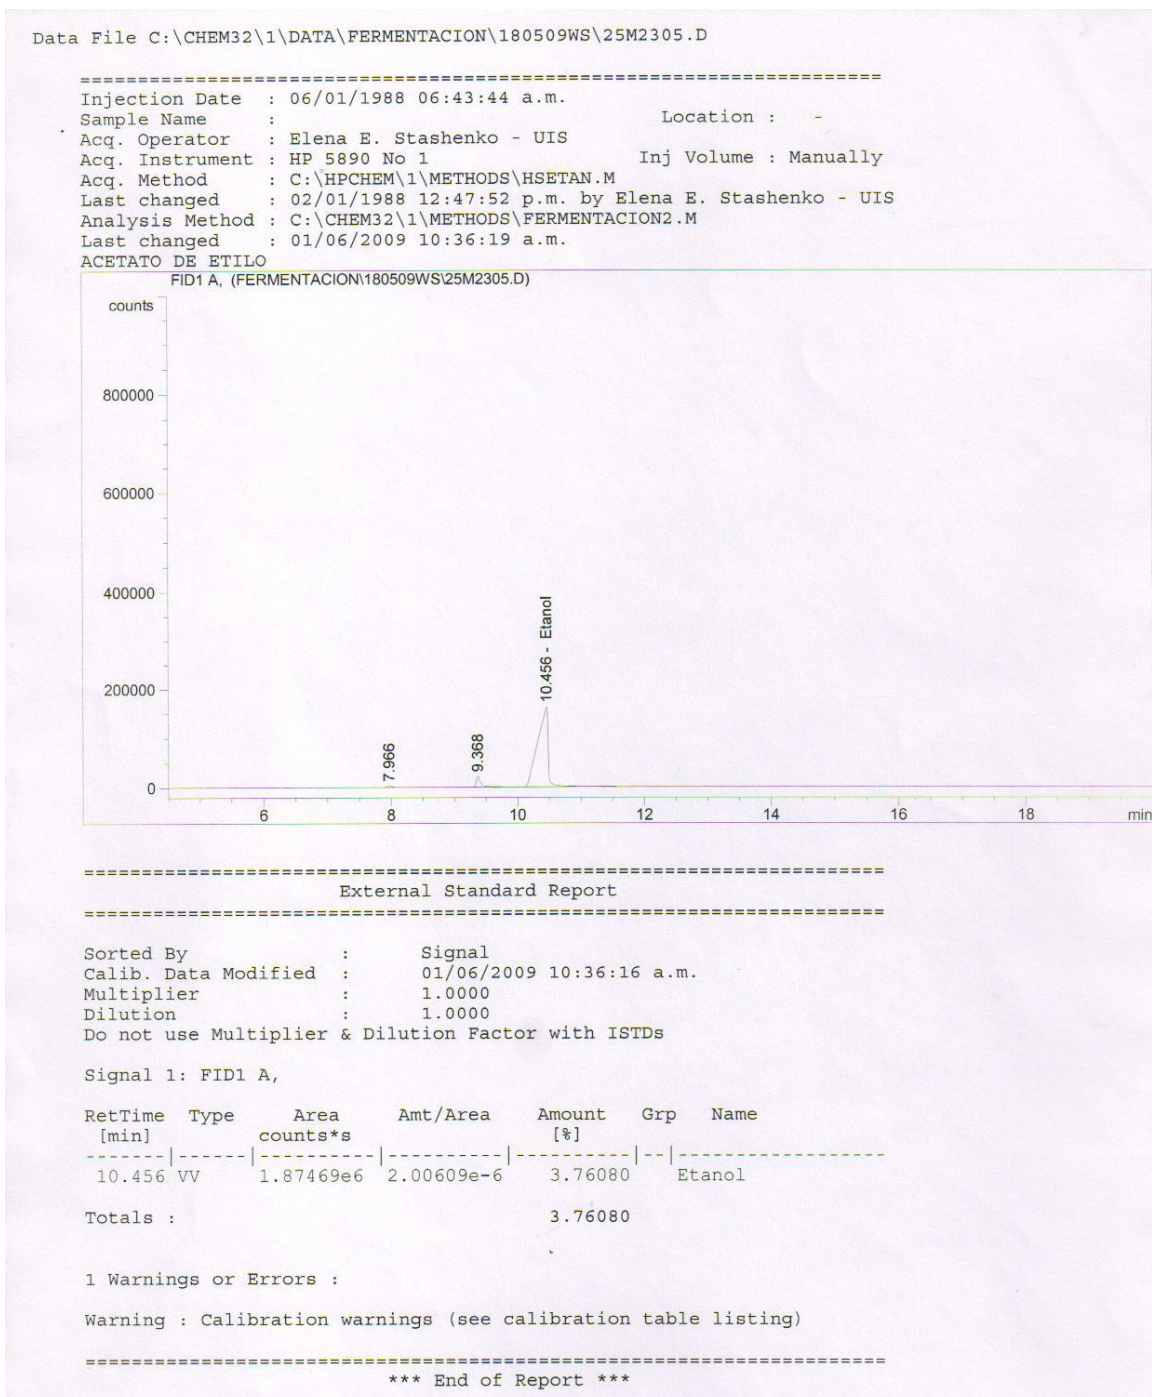 Data File C:\CHEM32\1\DATA\FERMENTACION\180509WS\25M2305.D
=====================================================================
Injection Date  : 06/01/1988 06:43:44 a.m.
Sample Name     :                                Location :   -
Acq. Operator   : Elena E. Stashenko - UIS
Acq. Instrument : HP 5890 No 1                 Inj Volume : Manually
Acq. Method     : C:\HPCHEM\1\METHODS\HSETAN.M
Last changed    : 02/01/1988 12:47:52 p.m. by Elena E. Stashenko - UIS
Analysis Method : C:\CHEM32\1\METHODS\FERMENTACION2.M
Last changed    : 01/06/2009 10:36:19 a.m.
ACETATO DE ETILO
FID1 A, (FERMENTACION\180509WS\25M2305.D)
counts
800000
600000
400000
200000
0
7.966
9.368
10.456 - Etanol
6 8 10 12 14 16 18 min
=====================================================================
External Standard Report
=====================================================================
Sorted By             :      Signal
Calib. Data Modified  :      01/06/2009 10:36:16 a.m.
Multiplier            :      1.0000
Dilution              :      1.0000
Do not use Multiplier & Dilution Factor with ISTDs
Signal 1: FID1 A,
RetTime  Type     Area      Amt/Area    Amount   Grp   Name
[min]         counts*s                 [%]
-------|------|----------|----------|----------|--|------------------
10.456 VV     1.87469e6  2.00609e-6    3.76080    Etanol
Totals :                                3.76080
1 Warnings or Errors :
Warning : Calibration warnings (see calibration table listing)
=====================================================================
*** End of Report ***